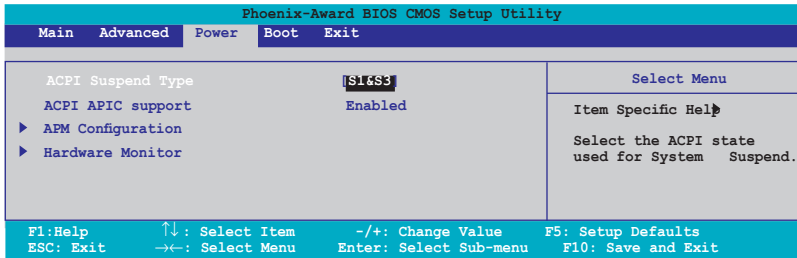 Phoenix-Award BIOS CMOS Setup Utility
Main Advanced Power Boot Exit
ACPI Suspend Type [S1&S3]
ACPI APIC support Enabled
APM Configuration
Hardware Monitor
Select Menu
Item Specific Help
Select the ACPI state
used for System Suspend.
F1:Help ↑↓: Select Item -/+: Change Value F5: Setup Defaults
ESC: Exit →←: Select Menu Enter: Select Sub-menu F10: Save and Exit